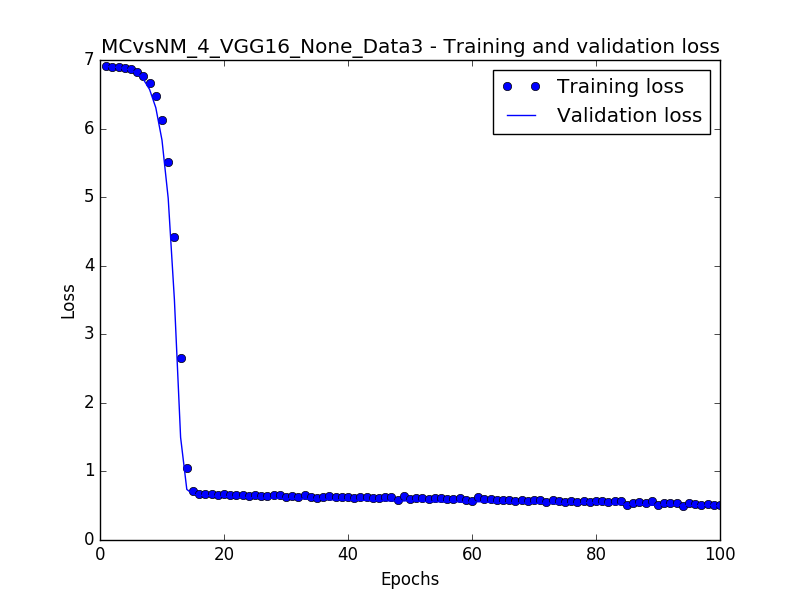 MCvsNM_4_VGG16_None_Data3 - Training and validation loss
Training loss
Validation loss
7
6
5
4
3
2
1
0
Loss
0 20 40 60 80 100
Epochs